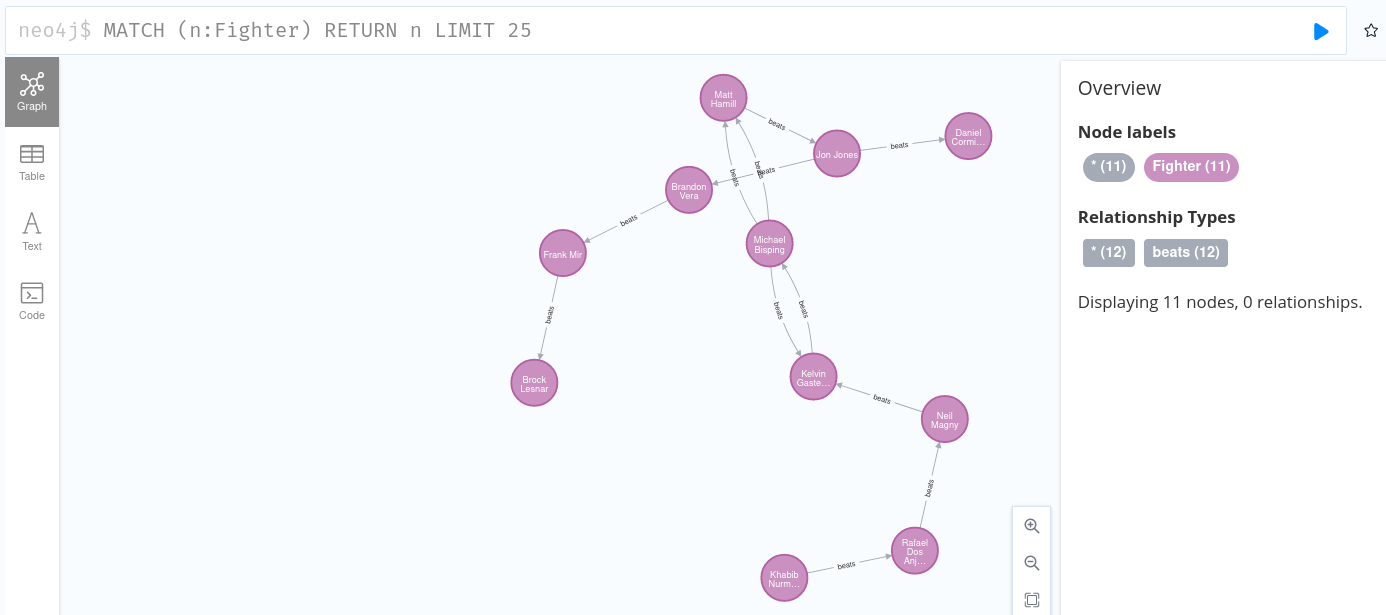 neo4j$ MATCH (n:Fighter) RETURN n LIMIT 25
Graph
Table
Text
Code
Matt
Hamill
beats
Jon Jones
beats
Daniel
Cormi...
beats
beats
beats
Brandon
Vera
beats
Frank Mir
Michael
Bisping
beats
beats
beats
Brock
Lesnar
Kelvin
Gaste...
beats
Neil
Magny
beats
Rafael
Dos
Anj...
beats
Khabib
Nurm...
Overview
Node labels
* (11)
Fighter (11)
Relationship Types
* (12)
beats (12)
Displaying 11 nodes, 0 relationships.